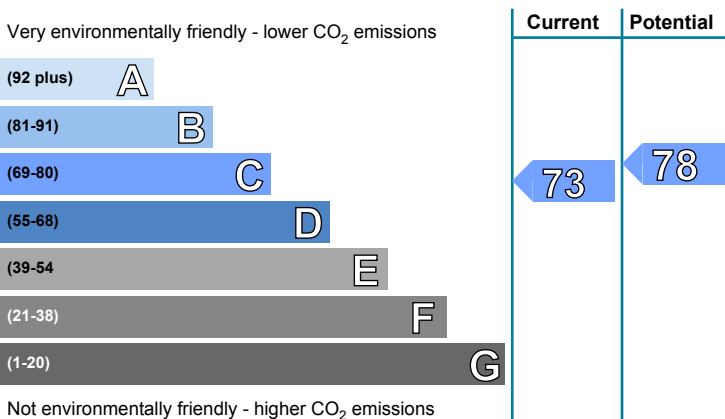 Very environmentally friendly - lower CO2 emissions
Current
Potential
(92 plus) A
(81-91) B
(69-80) C
(55-68) D
(39-54 E
(21-38) F
(1-20) G
73
78
Not environmentally friendly - higher CO2 emissions